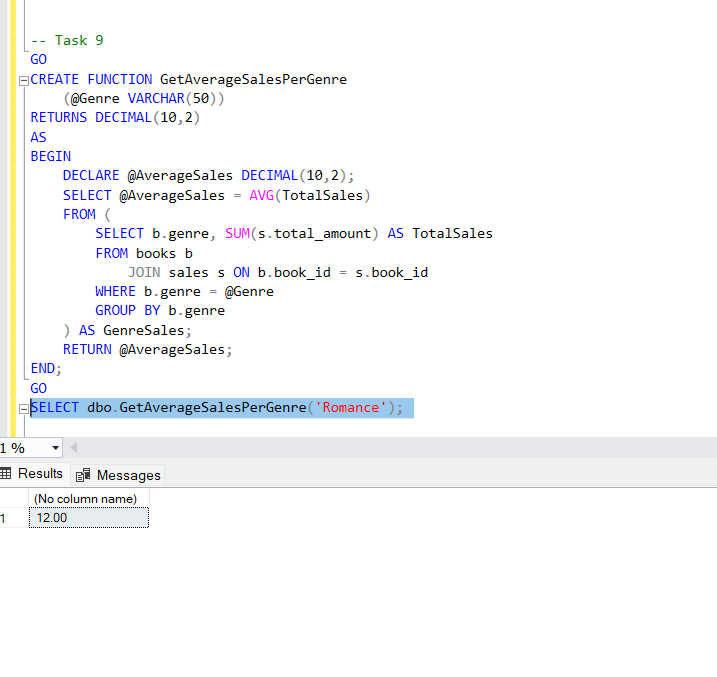 -- Task 9
GO
CREATE FUNCTION GetAverageSalesPerGenre
(@Genre VARCHAR(50))
RETURNS DECIMAL(10,2)
AS
BEGIN
DECLARE @AverageSales DECIMAL(10,2);
SELECT @AverageSales = AVG(TotalSales)
FROM (
SELECT b.genre, SUM(s.total_amount) AS TotalSales
FROM books b
JOIN sales s ON b.book_id = s.book_id
WHERE b.genre = @Genre
GROUP BY b.genre
) AS GenreSales;
RETURN @AverageSales;
END;
GO
SELECT dbo.GetAverageSalesPerGenre('Romance');
1 %
Results Messages
(No column name)
1 12.00